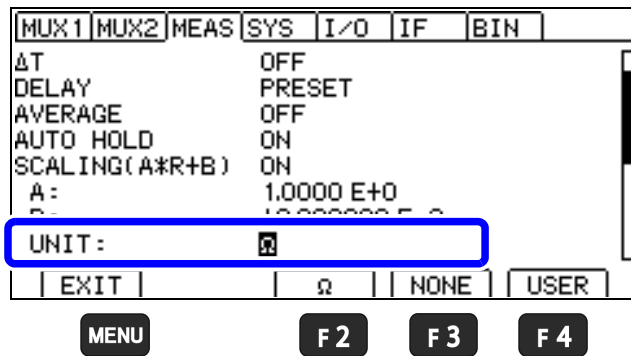 MUX1 MUX2 MEAS SYS I/O IF BIN
ΔT OFF
DELAY PRESET
AVERAGE OFF
AUTO HOLD ON
SCALING(A*R+B) ON
A: 1.0000 E+0
UNIT: Ω
EXIT Ω NONE USER
MENU F2 F3 F4